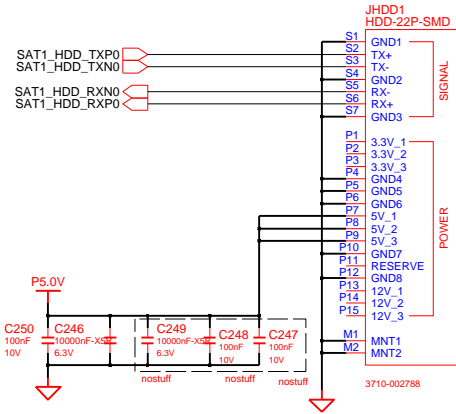 JHDD1
HDD-22P-SMD
S1 GND1
SAT1_HDD_TXP0 S2 TX+
SAT1_HDD_TXN0 S3 TX-
S4 GND2
SAT1_HDD_RXN0 S5 RX-
SAT1_HDD_RXP0 S6 RX+
S7 GND3
SIGNAL
P1 3.3V_1
P2 3.3V_2
P3 3.3V_3
P4 GND4
P5 GND5
P6 GND6
P7 5V_1
P8 5V_2
P9 5V_3
P10 GND7
P11 RESERVE
P12 GND8
P13 12V_1
P14 12V_2
P15 12V_3
POWER
M1 MNT1
M2 MNT2
3710-002788
P5.0V
C250
100nF
10V
C246
10000nF-X5R
6.3V
C249
10000nF-X5R
6.3V
C248
100nF
10V
C247
100nF
10V
nostuff
nostuff
nostuff